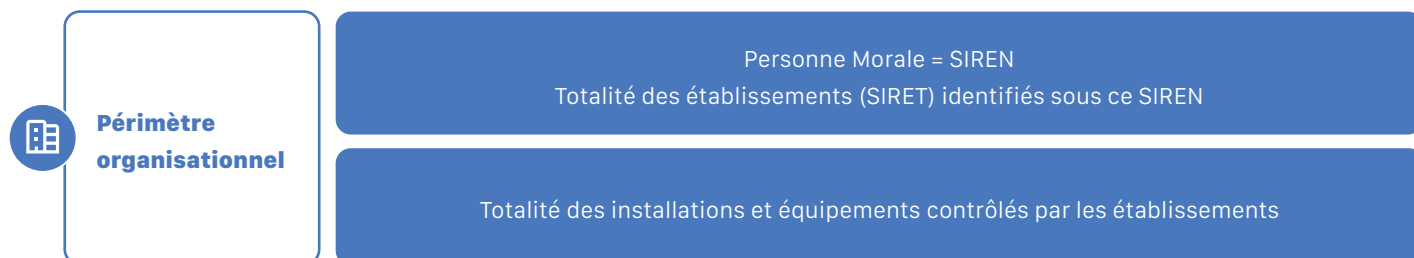 Périmètre
organisationnel
Personne Morale = SIREN
Totalité des établissements (SIRET) identifiés sous ce SIREN
Totalité des installations et équipements contrôlés par les établissements